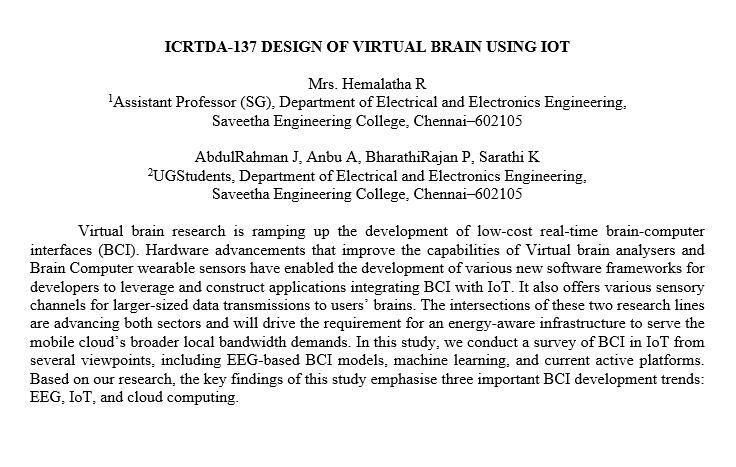 ICRTDA-137 DESIGN OF VIRTUAL BRAIN USING IOT
Mrs. Hemalatha R
1Assistant Professor (SG), Department of Electrical and Electronics Engineering,
Saveetha Engineering College, Chennai–602105
AbdulRahman J, Anbu A, BharathiRajan P, Sarathi K
2UGStudents, Department of Electrical and Electronics Engineering,
Saveetha Engineering College, Chennai–602105
Virtual brain research is ramping up the development of low-cost real-time brain-computer
interfaces (BCI). Hardware advancements that improve the capabilities of Virtual brain analysers and
Brain Computer wearable sensors have enabled the development of various new software frameworks for
developers to leverage and construct applications integrating BCI with IoT. It also offers various sensory
channels for larger-sized data transmissions to users’ brains. The intersections of these two research lines
are advancing both sectors and will drive the requirement for an energy-aware infrastructure to serve the
mobile cloud’s broader local bandwidth demands. In this study, we conduct a survey of BCI in IoT from
several viewpoints, including EEG-based BCI models, machine learning, and current active platforms.
Based on our research, the key findings of this study emphasise three important BCI development trends:
EEG, IoT, and cloud computing.